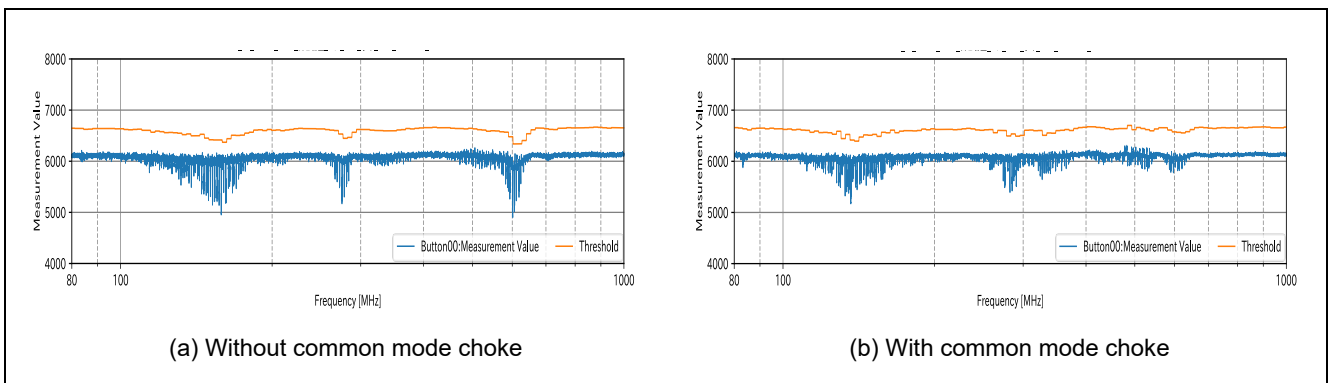 8000
7000
6000
5000
4000
Measurement Value
Button00:Measurement Value
Threshold
80
100
1000
Frequency [MHz]
(a) Without common mode choke
8000
7000
6000
5000
4000
Measurement Value
Button00:Measurement Value
Threshold
80
100
1000
Frequency [MHz]
(b) With common mode choke